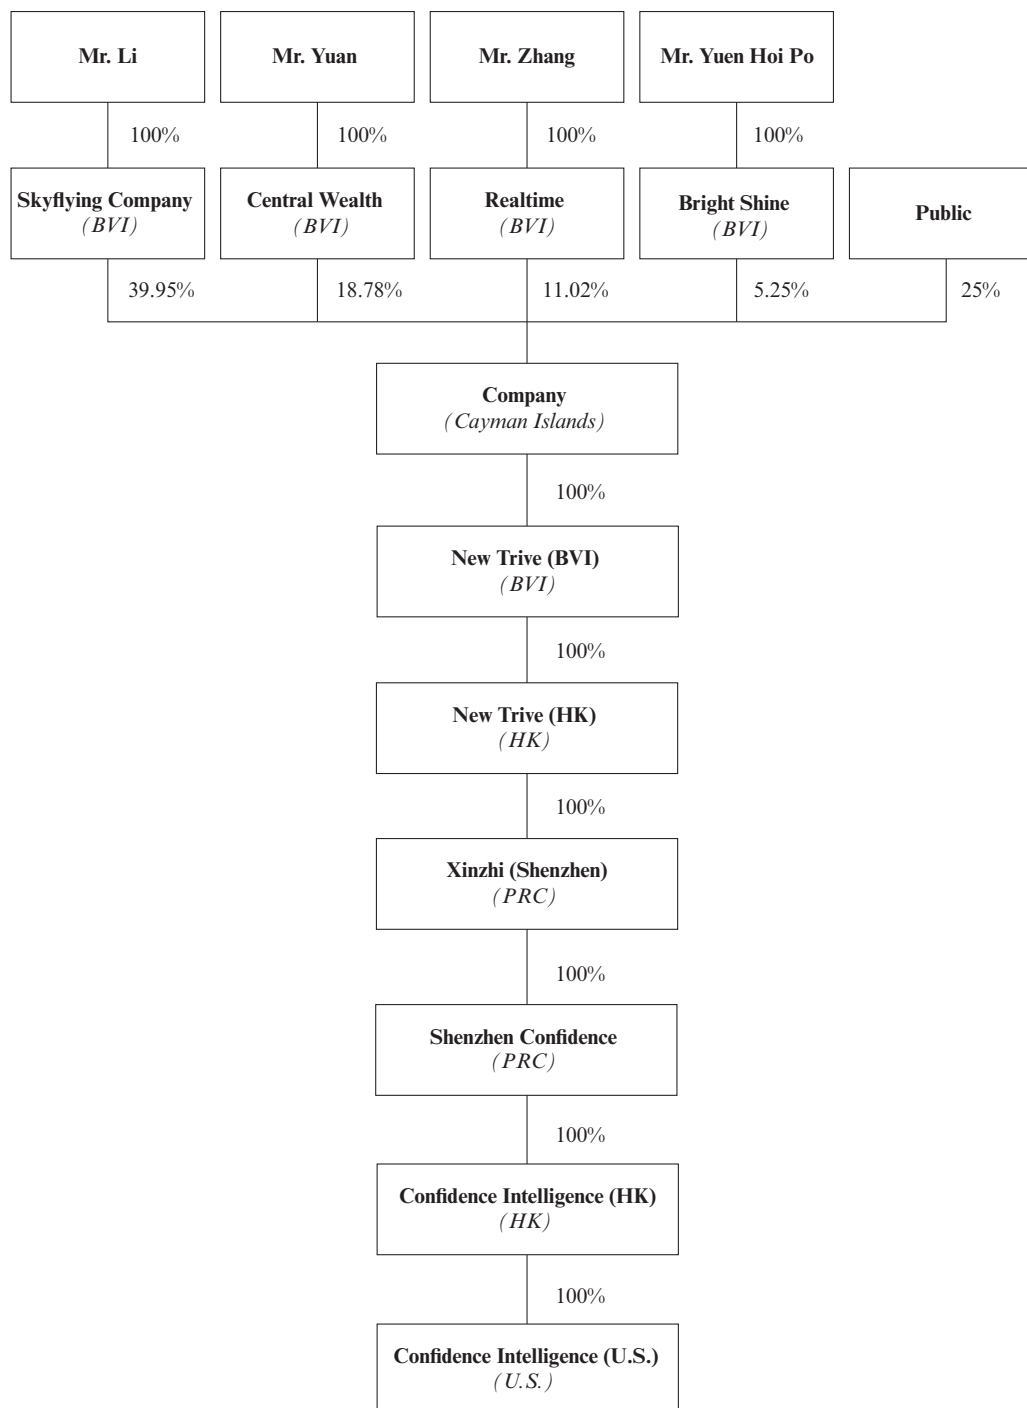 Mr. Li
Mr. Yuan
Mr. Zhang
Mr. Yuen Hoi Po
100%
100%
100%
100%
Skyflying Company
(BVI)
Central Wealth
(BVI)
Realtime
(BVI)
Bright Shine
(BVI)
Public
39.95%
18.78%
11.02%
5.25%
25%
Company
(Cayman Islands)
100%
New Trive (BVI)
(BVI)
100%
New Trive (HK)
(HK)
100%
Xinzhi (Shenzhen)
(PRC)
100%
Shenzhen Confidence
(PRC)
100%
Confidence Intelligence (HK)
(HK)
100%
Confidence Intelligence (U.S.)
(U.S.)